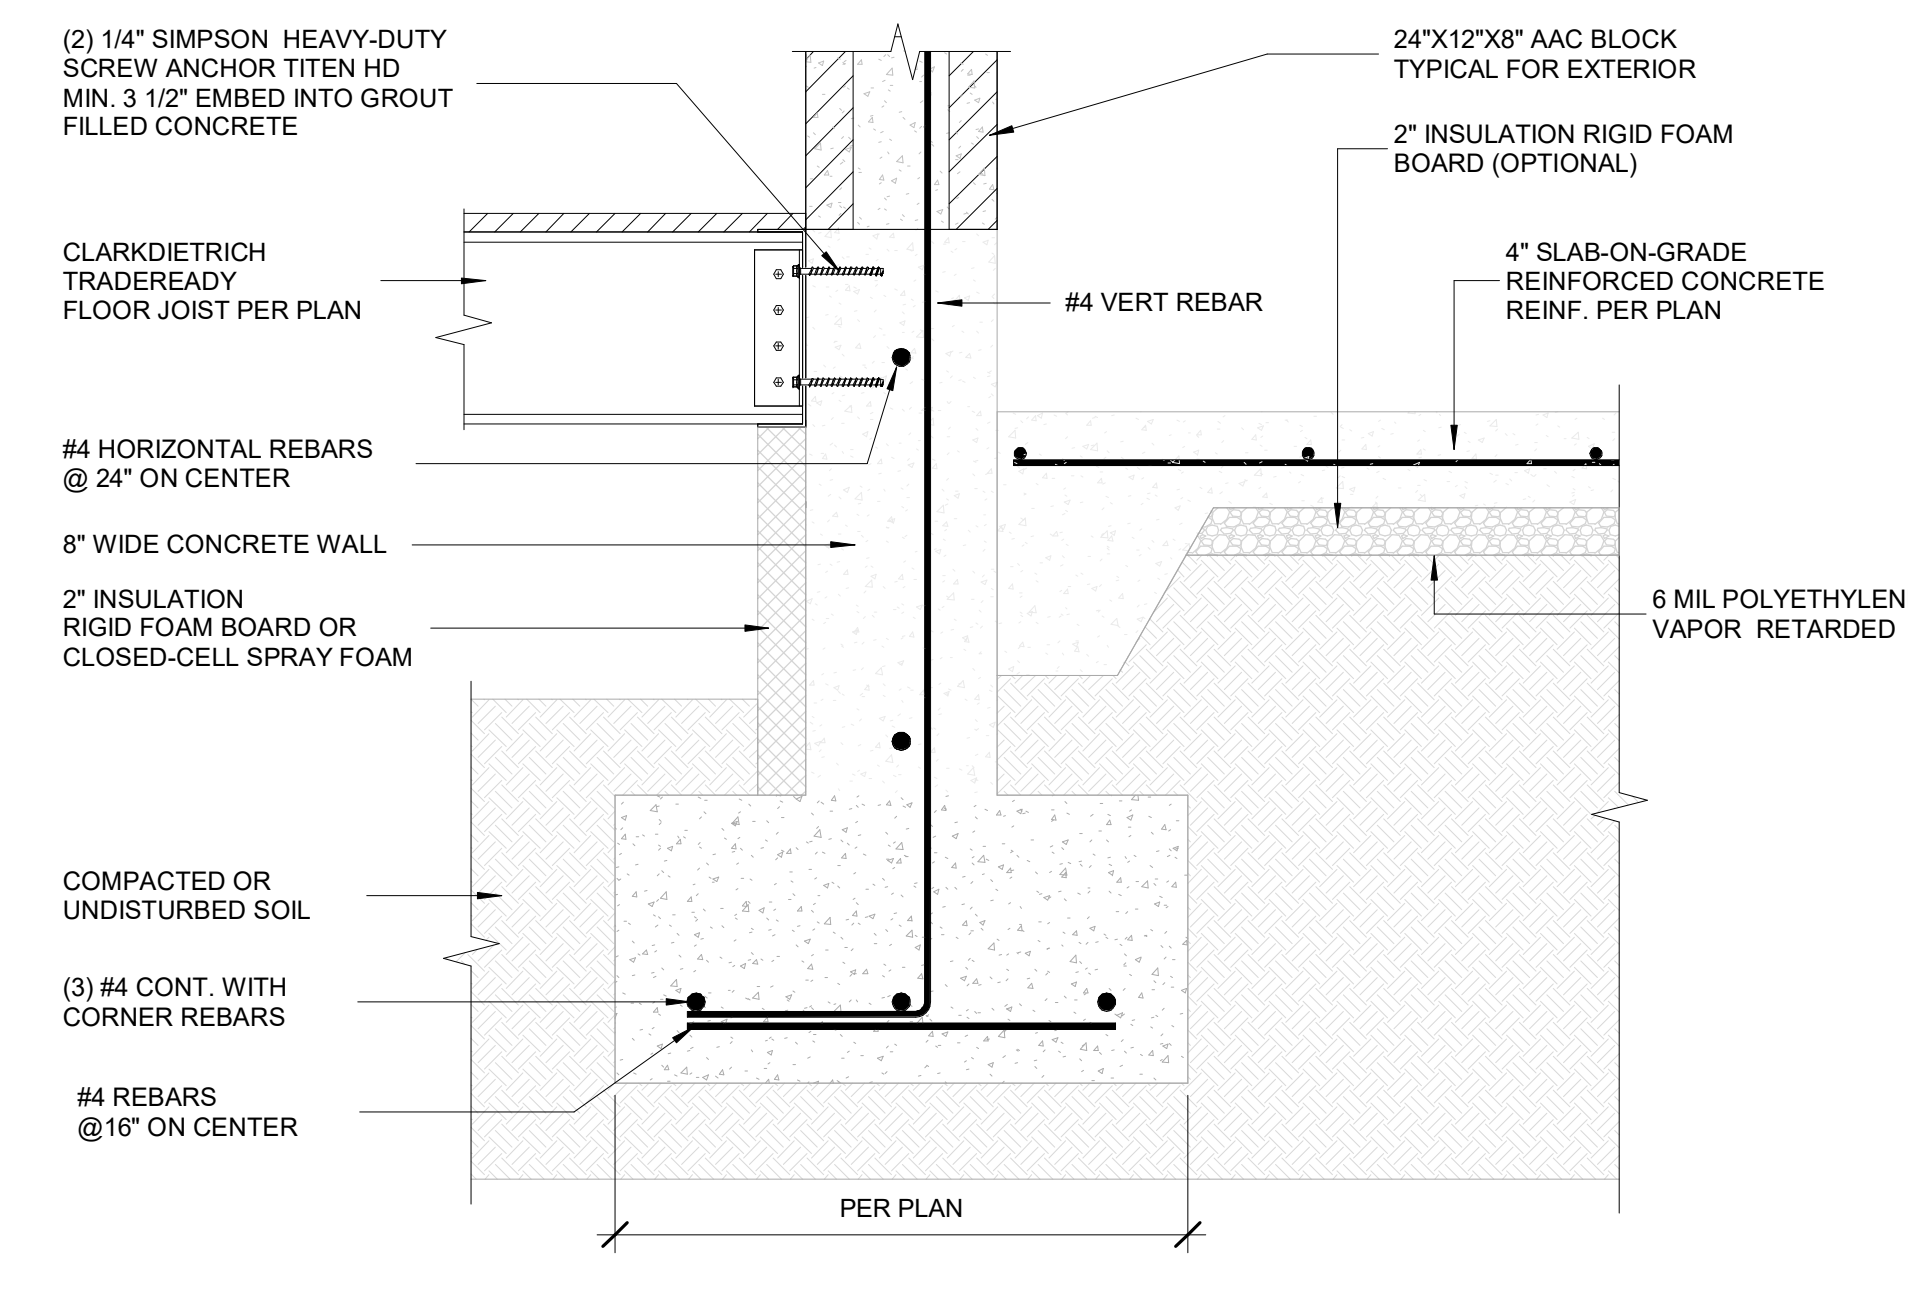 (2) 1/4" SIMPSON HEAVY-DUTY
SCREW ANCHOR TITEN HD
MIN. 3 1/2" EMBED INTO GROUT
FILLED CONCRETE
24"X12"X8" AAC BLOCK
TYPICAL FOR EXTERIOR
2" INSULATION RIGID FOAM
BOARD (OPTIONAL)
CLARKDIETRICH
TRADEREADY
FLOOR JOIST PER PLAN
#4 VERT REBAR
4" SLAB-ON-GRADE
REINFORCED CONCRETE
REINF. PER PLAN
#4 HORIZONTAL REBARS
@ 24" ON CENTER
8" WIDE CONCRETE WALL
2" INSULATION
RIGID FOAM BOARD OR
CLOSED-CELL SPRAY FOAM
6 MIL POLYETHYLEN
VAPOR RETARDED
COMPACTED OR
UNDISTURBED SOIL
(3) #4 CONT. WITH
CORNER REBARS
#4 REBARS
@16" ON CENTER
PER PLAN